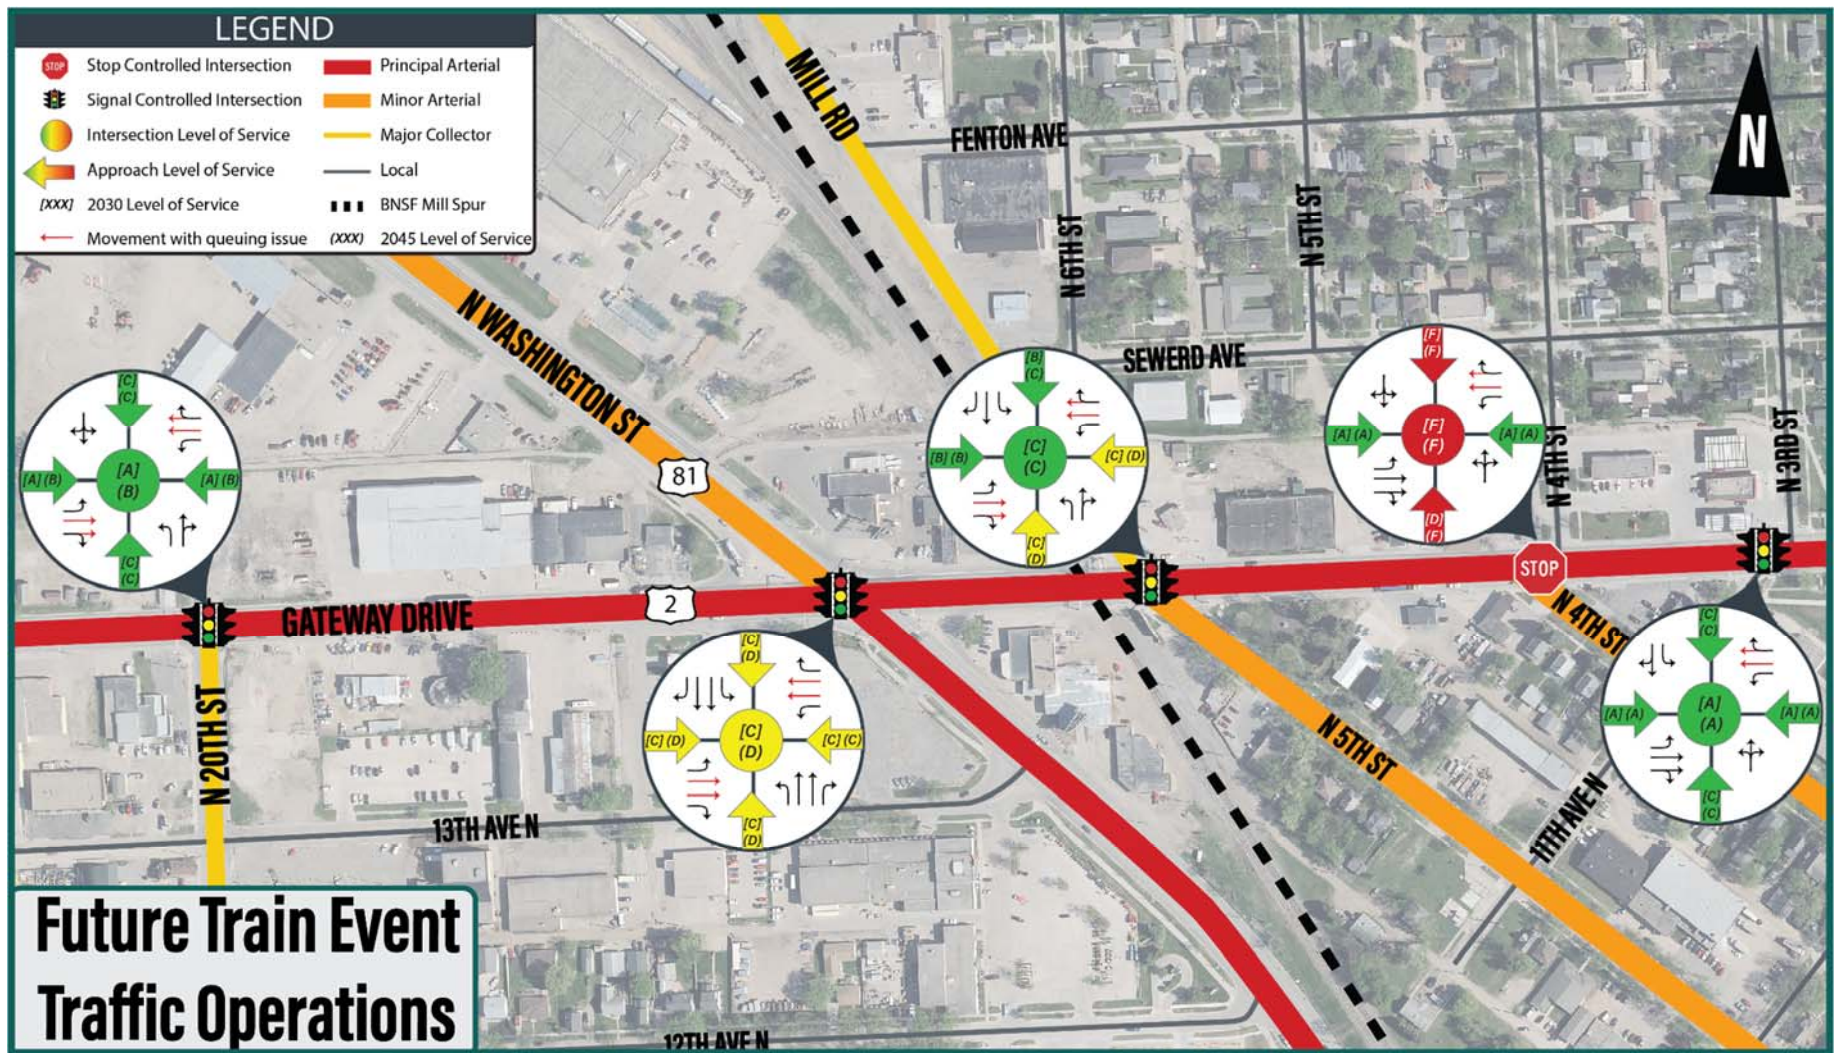 LEGEND
STOP Stop Controlled Intersection
Principal Arterial
Signal Controlled Intersection
Minor Arterial
Intersection Level of Service
Major Collector
Approach Level of Service
Local
[XXX] 2030 Level of Service
BNSF Mill Spur
Movement with queuing issue
(XXX) 2045 Level of Service
N
MILL RD
FENTON AVE
N 6TH ST
N 5TH ST
SEWERD AVE
N WASHINGTON ST
81
N 4TH ST
N 3RD ST
[C]
(C)
[A] (B)
[A]
(B)
[A] (B)
[C]
(C)
[B]
(C)
[B] (B)
[C]
(C)
[C] (D)
[C]
(D)
[F]
(F)
[A] (A)
[F]
(F)
[A] (A)
[D]
(F)
STOP
2
GATEWAY DRIVE
N 20TH ST
[C]
(D)
[C] (D)
[C]
(D)
[C] (C)
[C]
(D)
N 4TH ST
[C]
(C)
[A] (A)
[A]
(A)
[A] (A)
[C]
(C)
N 5TH ST
11TH AVE N
13TH AVE N
12TH AVE N
Future Train Event
Traffic Operations